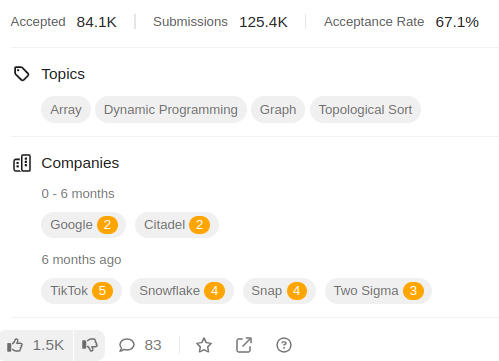 Accepted 84.1K Submissions 125.4K Acceptance Rate 67.1%
Topics
Array Dynamic Programming Graph Topological Sort
Companies
0 - 6 months
Google 2 Citadel 2
6 months ago
TikTok 5 Snowflake 4 Snap 4 Two Sigma 3
1.5K 83